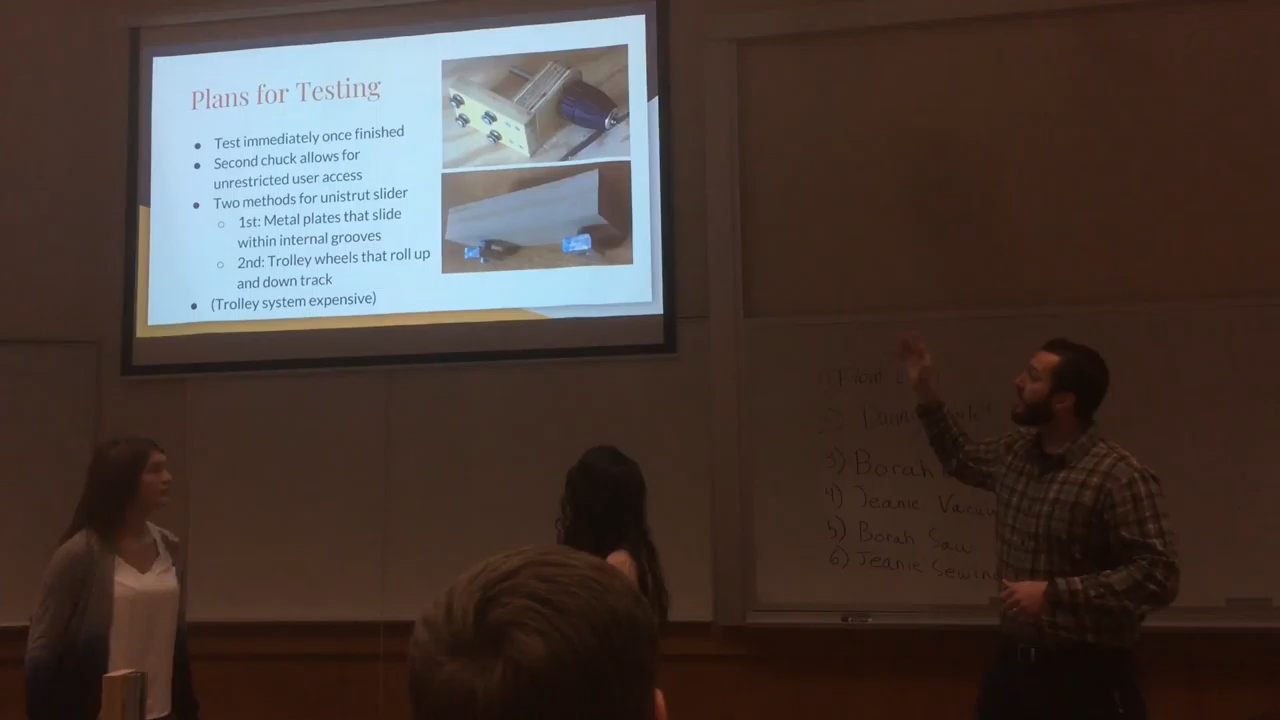 Plans for Testing
● Test immediately once finished
● Second chuck allows for
unrestricted user access
● Two methods for unistrut slider
○ 1st: Metal plates that slide
within internal grooves
○ 2nd: Trolley wheels that roll up
and down track
● (Trolley system expensive)
3) Borah
4) Jeanie
5) Borah Saw
6) Jeanie